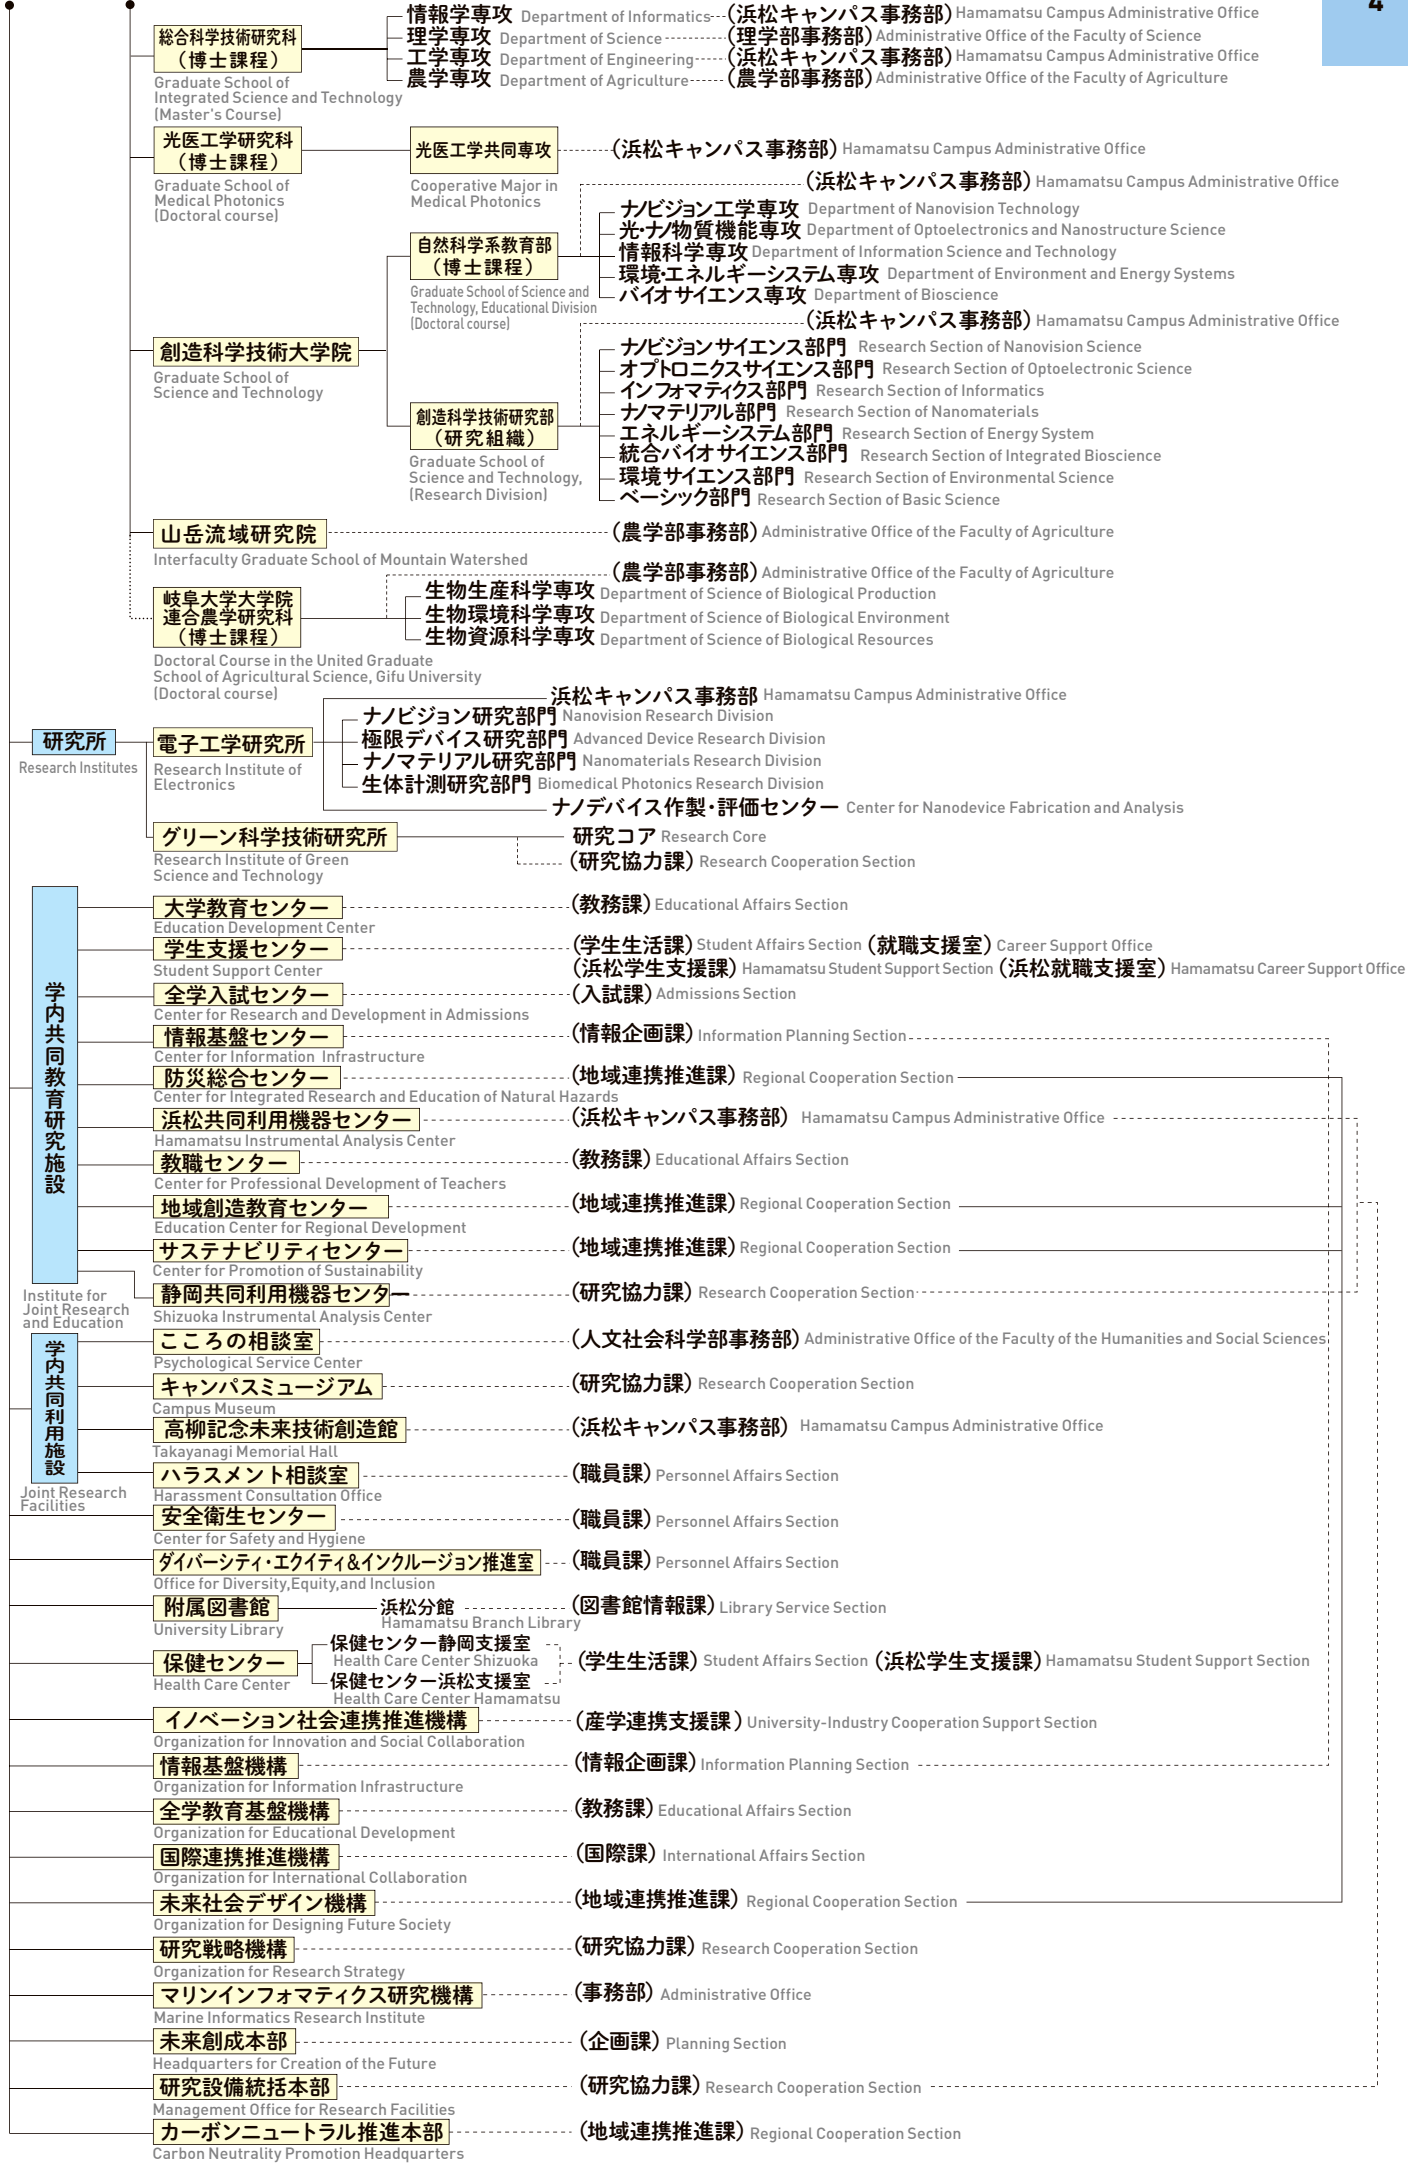 4
情報学専攻 Department of Informatics (浜松キャンパス事務部) Hamamatsu Campus Administrative Office
総合科学技術研究科
(博士課程)
理学専攻 Department of Science (理学部事務部) Administrative Office of the Faculty of Science
工学専攻 Department of Engineering (浜松キャンパス事務部) Hamamatsu Campus Administrative Office
農学専攻 Department of Agriculture (農学部事務部) Administrative Office of the Faculty of Agriculture
Graduate School of
Integrated Science and Technology
(Master's Course)
光医工学研究科
(博士課程)
光医工学共同専攻 (浜松キャンパス事務部) Hamamatsu Campus Administrative Office
Graduate School of
Medical Photonics
(Doctoral course)
Cooperative Major in
Medical Photonics
(浜松キャンパス事務部) Hamamatsu Campus Administrative Office
ナノビジョン工学専攻 Department of Nanovision Technology
光・ナノ物質機能専攻 Department of Optoelectronics and Nanostructure Science
自然科学系教育部
(博士課程)
情報科学専攻 Department of Information Science and Technology
環境・エネルギーシステム専攻 Department of Environment and Energy Systems
バイオサイエンス専攻 Department of Bioscience
Graduate School of Science and
Technology, Educational Division
(Doctoral course)
(浜松キャンパス事務部) Hamamatsu Campus Administrative Office
創造科学技術大学院
Graduate School of
Science and Technology
ナノビジョンサイエンス部門 Research Section of Nanovision Science
オプトロニクスサイエンス部門 Research Section of Optoelectronic Science
インフォマティクス部門 Research Section of Informatics
ナノマテリアル部門 Research Section of Nanomaterials
創造科学技術研究部
(研究組織)
エネルギーシステム部門 Research Section of Energy System
統合バイオサイエンス部門 Research Section of Integrated Bioscience
環境サイエンス部門 Research Section of Environmental Science
ベーシック部門 Research Section of Basic Science
Graduate School of
Science and Technology,
(Research Division)
山岳流域研究院 (農学部事務部) Administrative Office of the Faculty of Agriculture
Interfaculty Graduate School of Mountain Watershed
(農学部事務部) Administrative Office of the Faculty of Agriculture
岐阜大学大学院
連合農学研究科
(博士課程)
生物生産科学専攻 Department of Science of Biological Production
生物環境科学専攻 Department of Science of Biological Environment
生物資源科学専攻 Department of Science of Biological Resources
Doctoral Course in the United Graduate
School of Agricultural Science, Gifu University
(Doctoral course)
浜松キャンパス事務部 Hamamatsu Campus Administrative Office
ナノビジョン研究部門 Nanovision Research Division
研究所
Research Institutes
電子工学研究所
Research Institute of
Electronics
極限デバイス研究部門 Advanced Device Research Division
ナノマテリアル研究部門 Nanomaterials Research Division
生体計測研究部門 Biomedical Photonics Research Division
ナノデバイス作製・評価センター Center for Nanodevice Fabrication and Analysis
グリーン科学技術研究所 研究コア Research Core
Research Institute of Green
Science and Technology
(研究協力課) Research Cooperation Section
学内共同教育研究施設
Institute for
Joint Research
and Education
大学教育センター (教務課) Educational Affairs Section
Education Development Center
学生支援センター (学生生活課) Student Affairs Section (就職支援室) Career Support Office
Student Support Center (浜松学生支援課) Hamamatsu Student Support Section (浜松就職支援室) Hamamatsu Career Support Office
全学入試センター (入試課) Admissions Section
Center for Research and Development in Admissions
情報基盤センター (情報企画課) Information Planning Section
Center for Information Infrastructure
防災総合センター (地域連携推進課) Regional Cooperation Section
Center for Integrated Research and Education of Natural Hazards
浜松共同利用機器センター (浜松キャンパス事務部) Hamamatsu Campus Administrative Office
Hamamatsu Instrumental Analysis Center
教職センター (教務課) Educational Affairs Section
Center for Professional Development of Teachers
地域創造教育センター (地域連携推進課) Regional Cooperation Section
Education Center for Regional Development
サステナビリティセンター (地域連携推進課) Regional Cooperation Section
Center for Promotion of Sustainability
静岡共同利用機器センター (研究協力課) Research Cooperation Section
Shizuoka Instrumental Analysis Center
学内共同利用施設
Joint Research
Facilities
こころの相談室 (人文社会科学部事務部) Administrative Office of the Faculty of the Humanities and Social Sciences
Psychological Service Center
キャンパスミュージアム (研究協力課) Research Cooperation Section
Campus Museum
高柳記念未来技術創造館 (浜松キャンパス事務部) Hamamatsu Campus Administrative Office
Takayanagi Memorial Hall
ハラスメント相談室 (職員課) Personnel Affairs Section
Harassment Consultation Office
安全衛生センター (職員課) Personnel Affairs Section
Center for Safety and Hygiene
ダイバーシティ・エクイティ&インクルージョン推進室 (職員課) Personnel Affairs Section
Office for Diversity,Equity,and Inclusion
附属図書館 浜松分館 (図書館情報課) Library Service Section
University Library Hamamatsu Branch Library
保健センター静岡支援室
Health Care Center Shizuoka
保健センター (学生生活課) Student Affairs Section (浜松学生支援課) Hamamatsu Student Support Section
Health Care Center
保健センター浜松支援室
Health Care Center Hamamatsu
イノベーション社会連携推進機構 (産学連携支援課) University-Industry Cooperation Support Section
Organization for Innovation and Social Collaboration
情報基盤機構 (情報企画課) Information Planning Section
Organization for Information Infrastructure
全学教育基盤機構 (教務課) Educational Affairs Section
Organization for Educational Development
国際連携推進機構 (国際課) International Affairs Section
Organization for International Collaboration
未来社会デザイン機構 (地域連携推進課) Regional Cooperation Section
Organization for Designing Future Society
研究戦略機構 (研究協力課) Research Cooperation Section
Organization for Research Strategy
マリンインフォマティクス研究機構 (事務部) Administrative Office
Marine Informatics Research Institute
未来創成本部 (企画課) Planning Section
Headquarters for Creation of the Future
研究設備統括本部 (研究協力課) Research Cooperation Section
Management Office for Research Facilities
カーボンニュートラル推進本部 (地域連携推進課) Regional Cooperation Section
Carbon Neutrality Promotion Headquarters